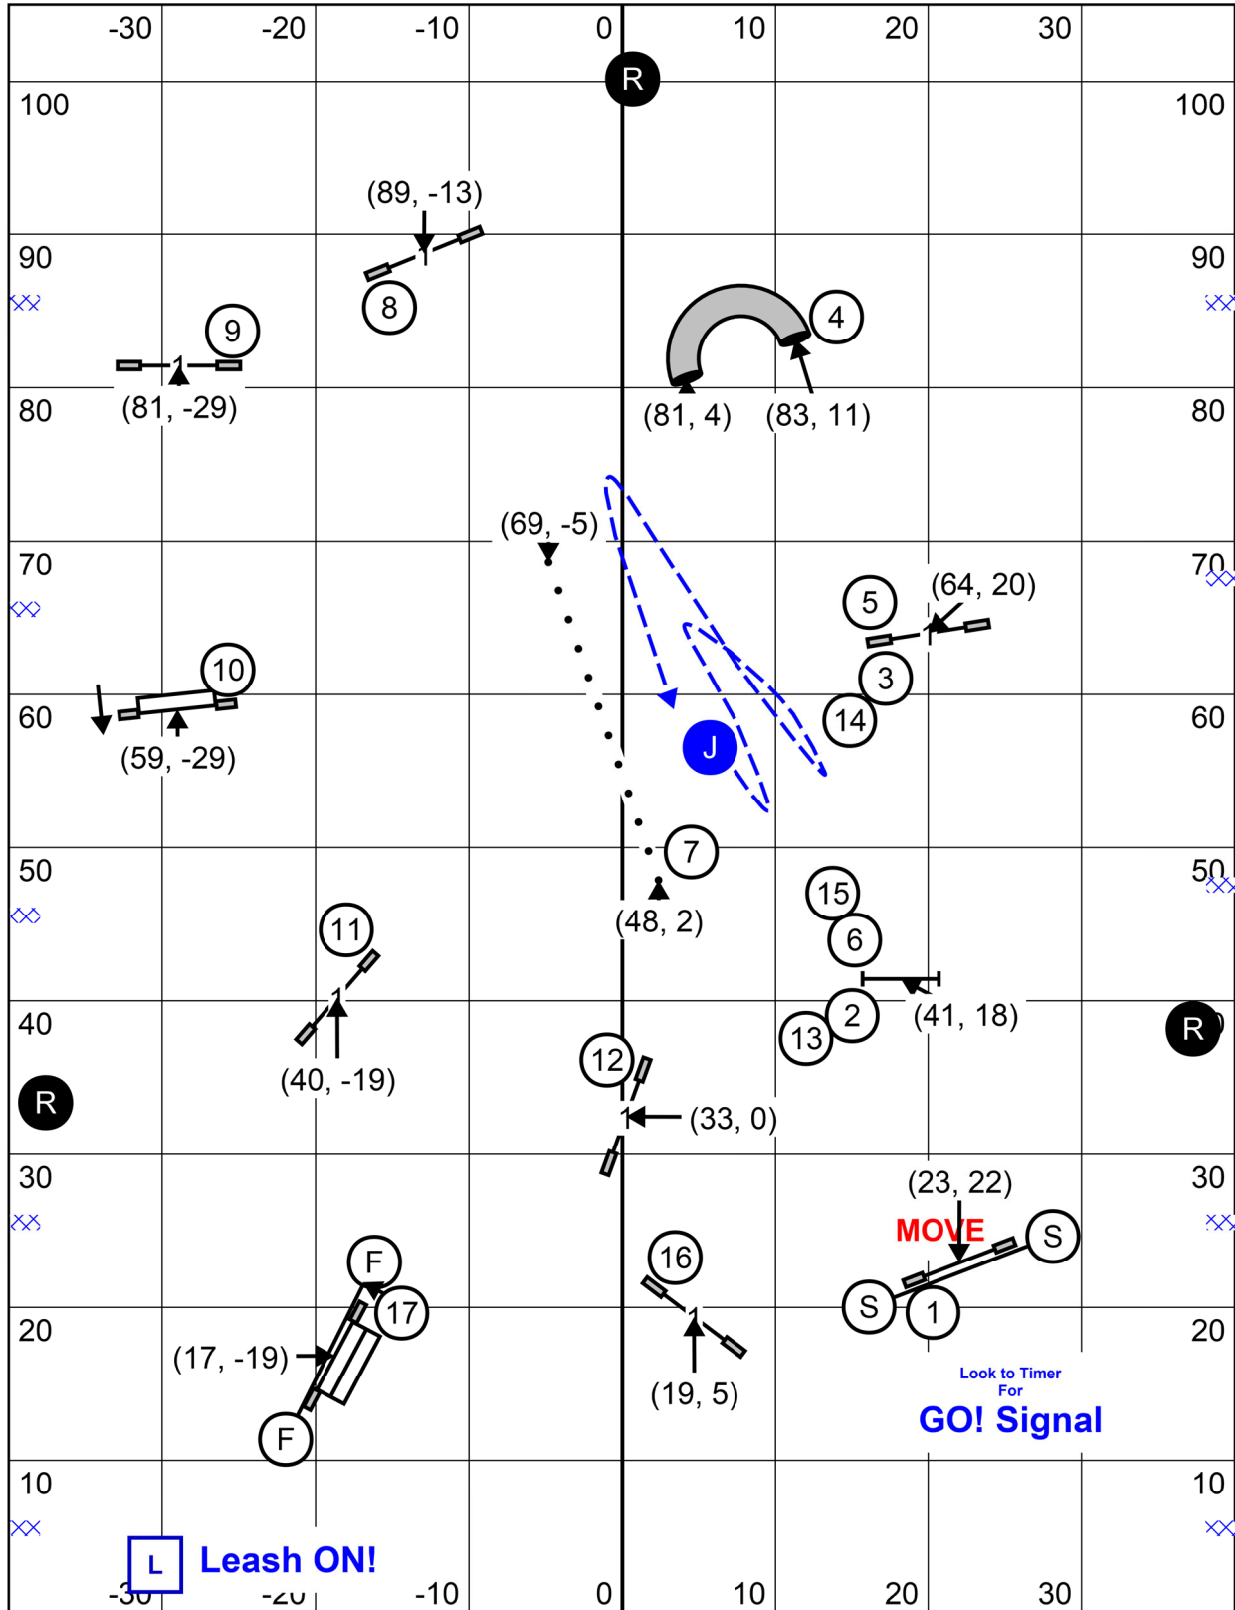 -30 -20 -10 0 10 20 30
R
100 100
(89, -13)
90 90
8
4
9
(81, -29)
80 (81, 4) (83, 11) 80
(69, -5)
70 70
5 (64, 20)
10
3
60 14 60
J
(59, -29)
7
50 50
15
11 (48, 2) 6
40 2 (41, 18) R
13
12
(40, -19)
R
(33, 0)
30 (23, 22) 30
MOVE S
F 16
17 S 1
20 20
(17, -19)
Look to Timer
(19, 5) For
GO! Signal
F
10 10
L Leash ON!
-30 -20 -10 0 10 20 30